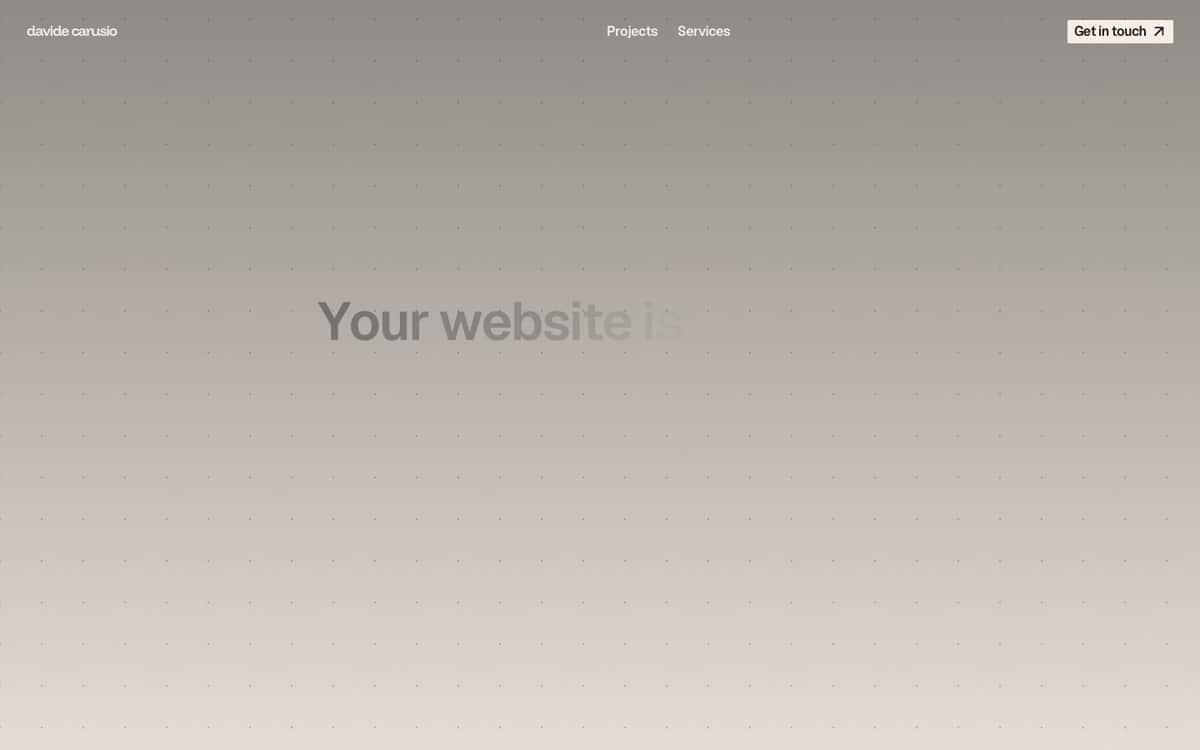 davide carusio
Projects
Services
Get in touch
Your website is